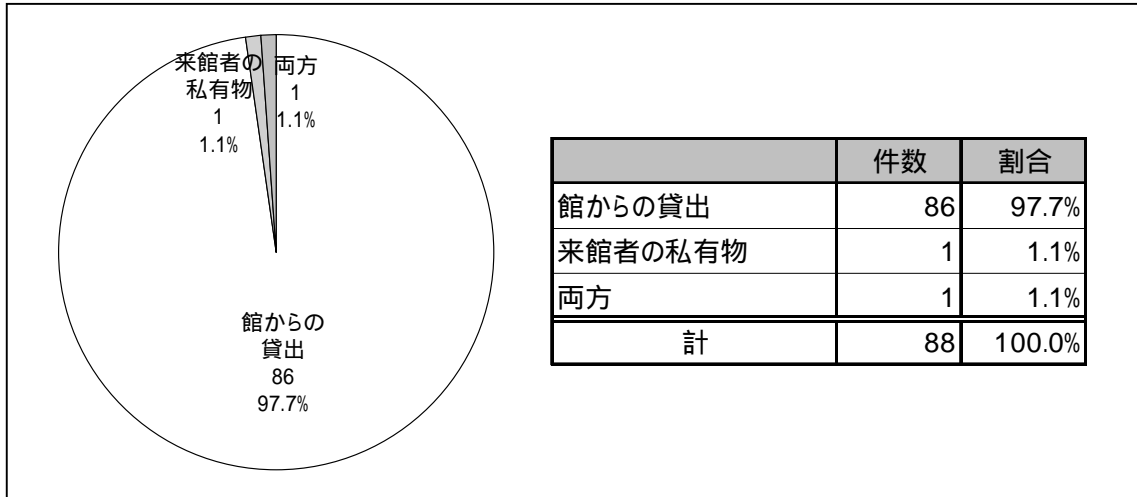 来館者の
私有物
1
1.1%
両方
1
1.1%
館からの
貸出
86
97.7%
件数 割合
館からの貸出 86 97.7%
来館者の私有物 1 1.1%
両方 1 1.1%
計 88 100.0%